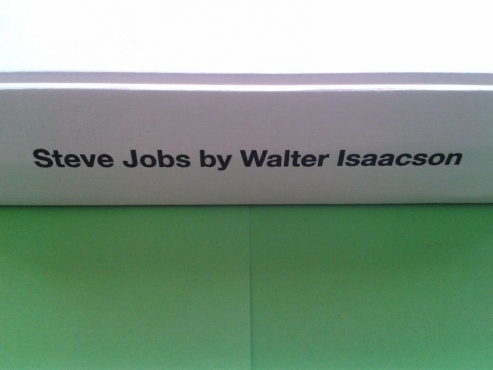 Steve Jobs by Walter Isaacson